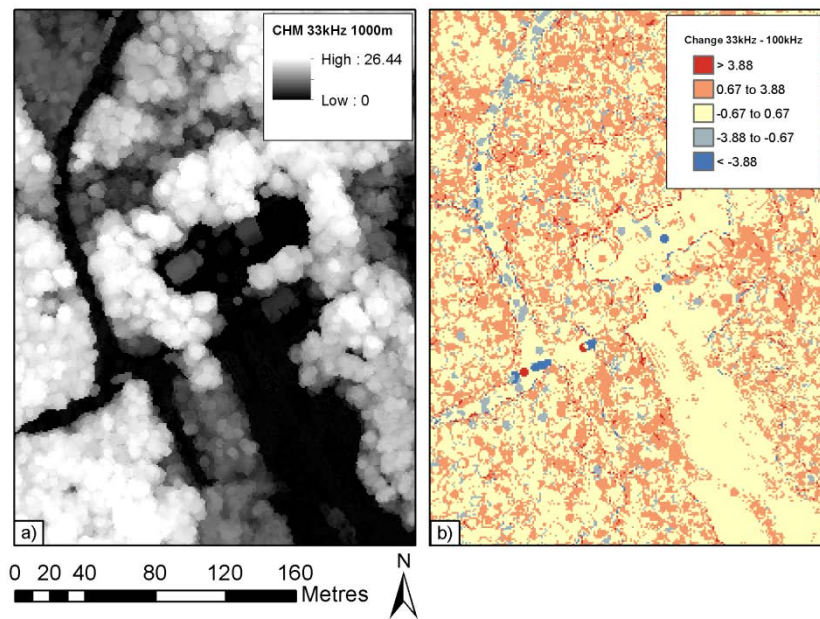 CHM 33kHz 1000m
High : 26.44
Low : 0
a)
Change 33kHz - 100kHz
> 3.88
0.67 to 3.88
-0.67 to 0.67
-3.88 to -0.67
< -3.88
b)
0 20 40 80 120 160
Metres
N